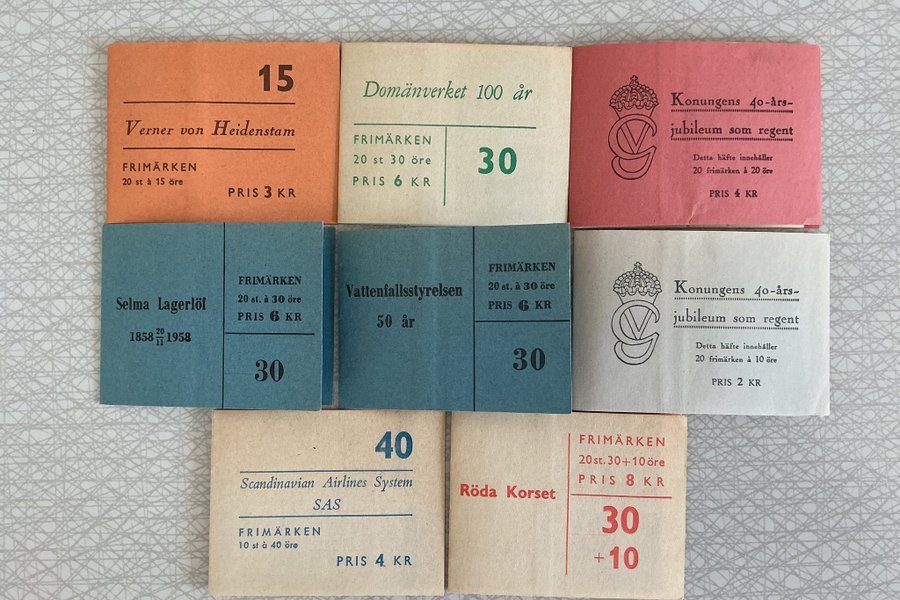 15
Verner von Heidenstam
FRIMÄRKEN
20 st à 15 öre
PRIS 3 KR
Domänverket 100 år
FRIMÄRKEN
20 st 30 öre
PRIS 6 KR
30
Konungens 40-års-
jubileum som regent
Detta häfte innehåller
20 frimärken à 20 öre
PRIS 4 KR
Selma Lagerlöf
1858 20/11 1958
FRIMÄRKEN
20 st. à 30 öre
PRIS 6 KR
30
Vattenfallsstyrelsen
50 år
FRIMÄRKEN
20 st. à 30 öre
PRIS 6 KR
30
Konungens 40-års-
jubileum som regent
Detta häfte innehåller
20 frimärken à 10 öre
PRIS 2 KR
40
Scandinavian Airlines System
SAS
FRIMÄRKEN
10 st à 40 öre
PRIS 4 KR
Röda Korset
FRIMÄRKEN
20 st. 30+10 öre
PRIS 8 KR
30
+10